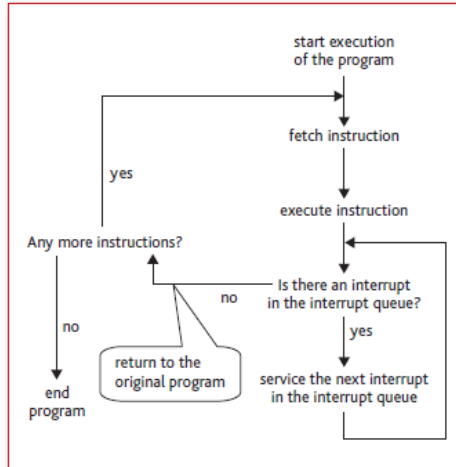 start execution
of the program
fetch instruction
yes
execute instruction
Any more instructions?
Is there an interrupt
in the interrupt queue?
no
yes
no
return to the
original program
service the next interrupt
in the interrupt queue
end
program